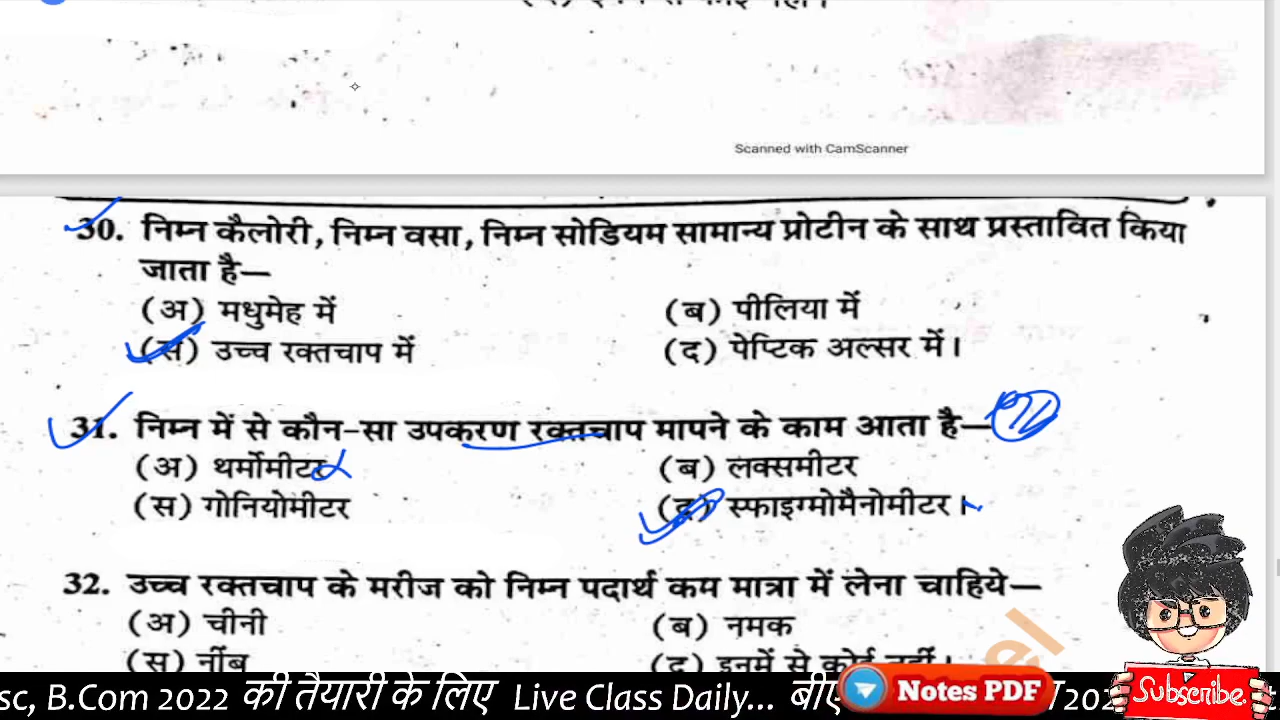 Scanned with CamScanner
30. निम्न कैलोरी, निम्न वसा, निम्न सोडियम सामान्य प्रोटीन के साथ प्रस्तावित किया
जाता है—
(अ) मधुमेह में (ब) पीलिया में
(स) उच्च रक्तचाप में (द) पेप्टिक अल्सर में।
31. निम्न में से कौन-सा उपकरण रक्तचाप मापने के काम आता है—
(अ) थर्मोमीटर (ब) लक्समीटर
(स) गोनियोमीटर (द) स्फाइग्मोमैनोमीटर।
32. उच्च रक्तचाप के मरीज को निम्न पदार्थ कम मात्रा में लेना चाहिये—
(अ) चीनी (ब) नमक
(स) नींबू (द) इनमें से कोई नहीं।
sc, B.Com 2022 की तैयारी के लिए Live Class Daily... Notes PDF Subscribe